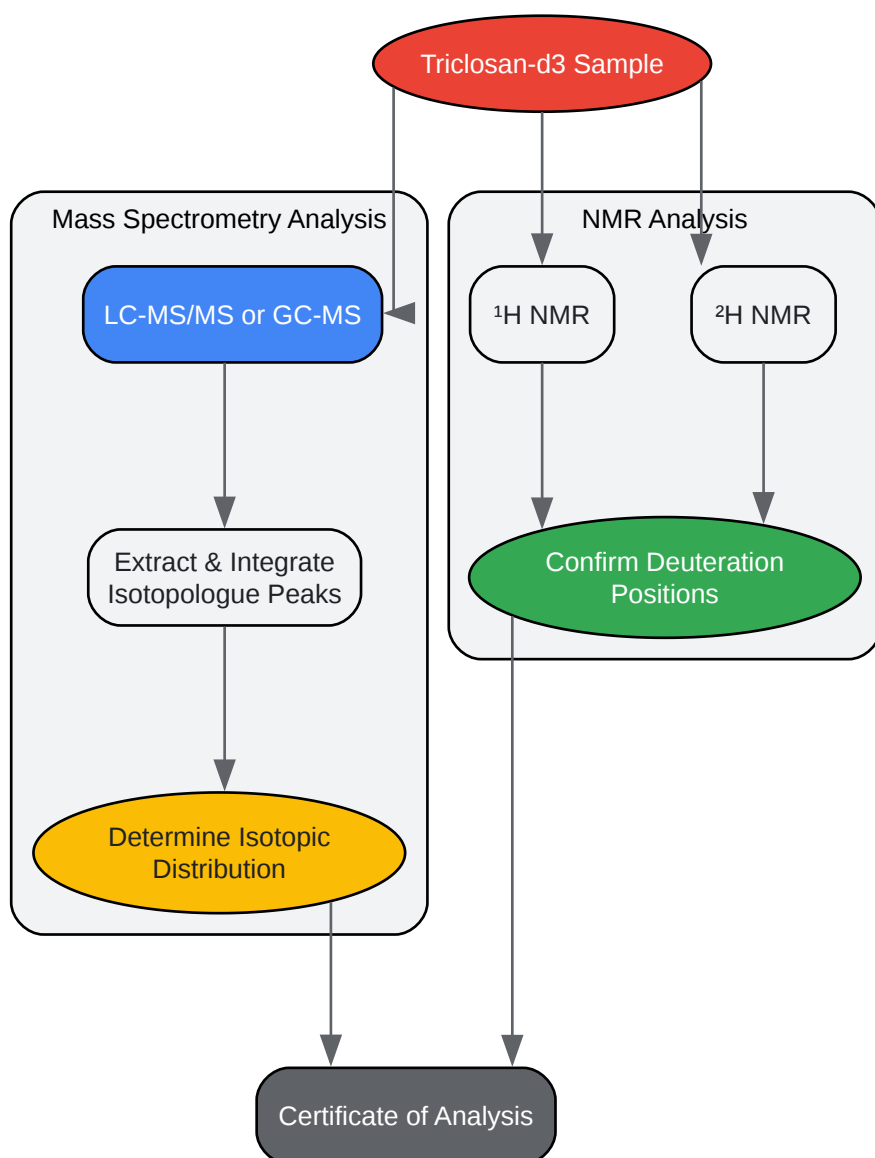 Triclosan-d3 Sample
Mass Spectrometry Analysis
NMR Analysis
LC-MS/MS or GC-MS
¹H NMR
²H NMR
Extract & Integrate
Isotopologue Peaks
Confirm Deuteration
Positions
Determine Isotopic
Distribution
Certificate of Analysis